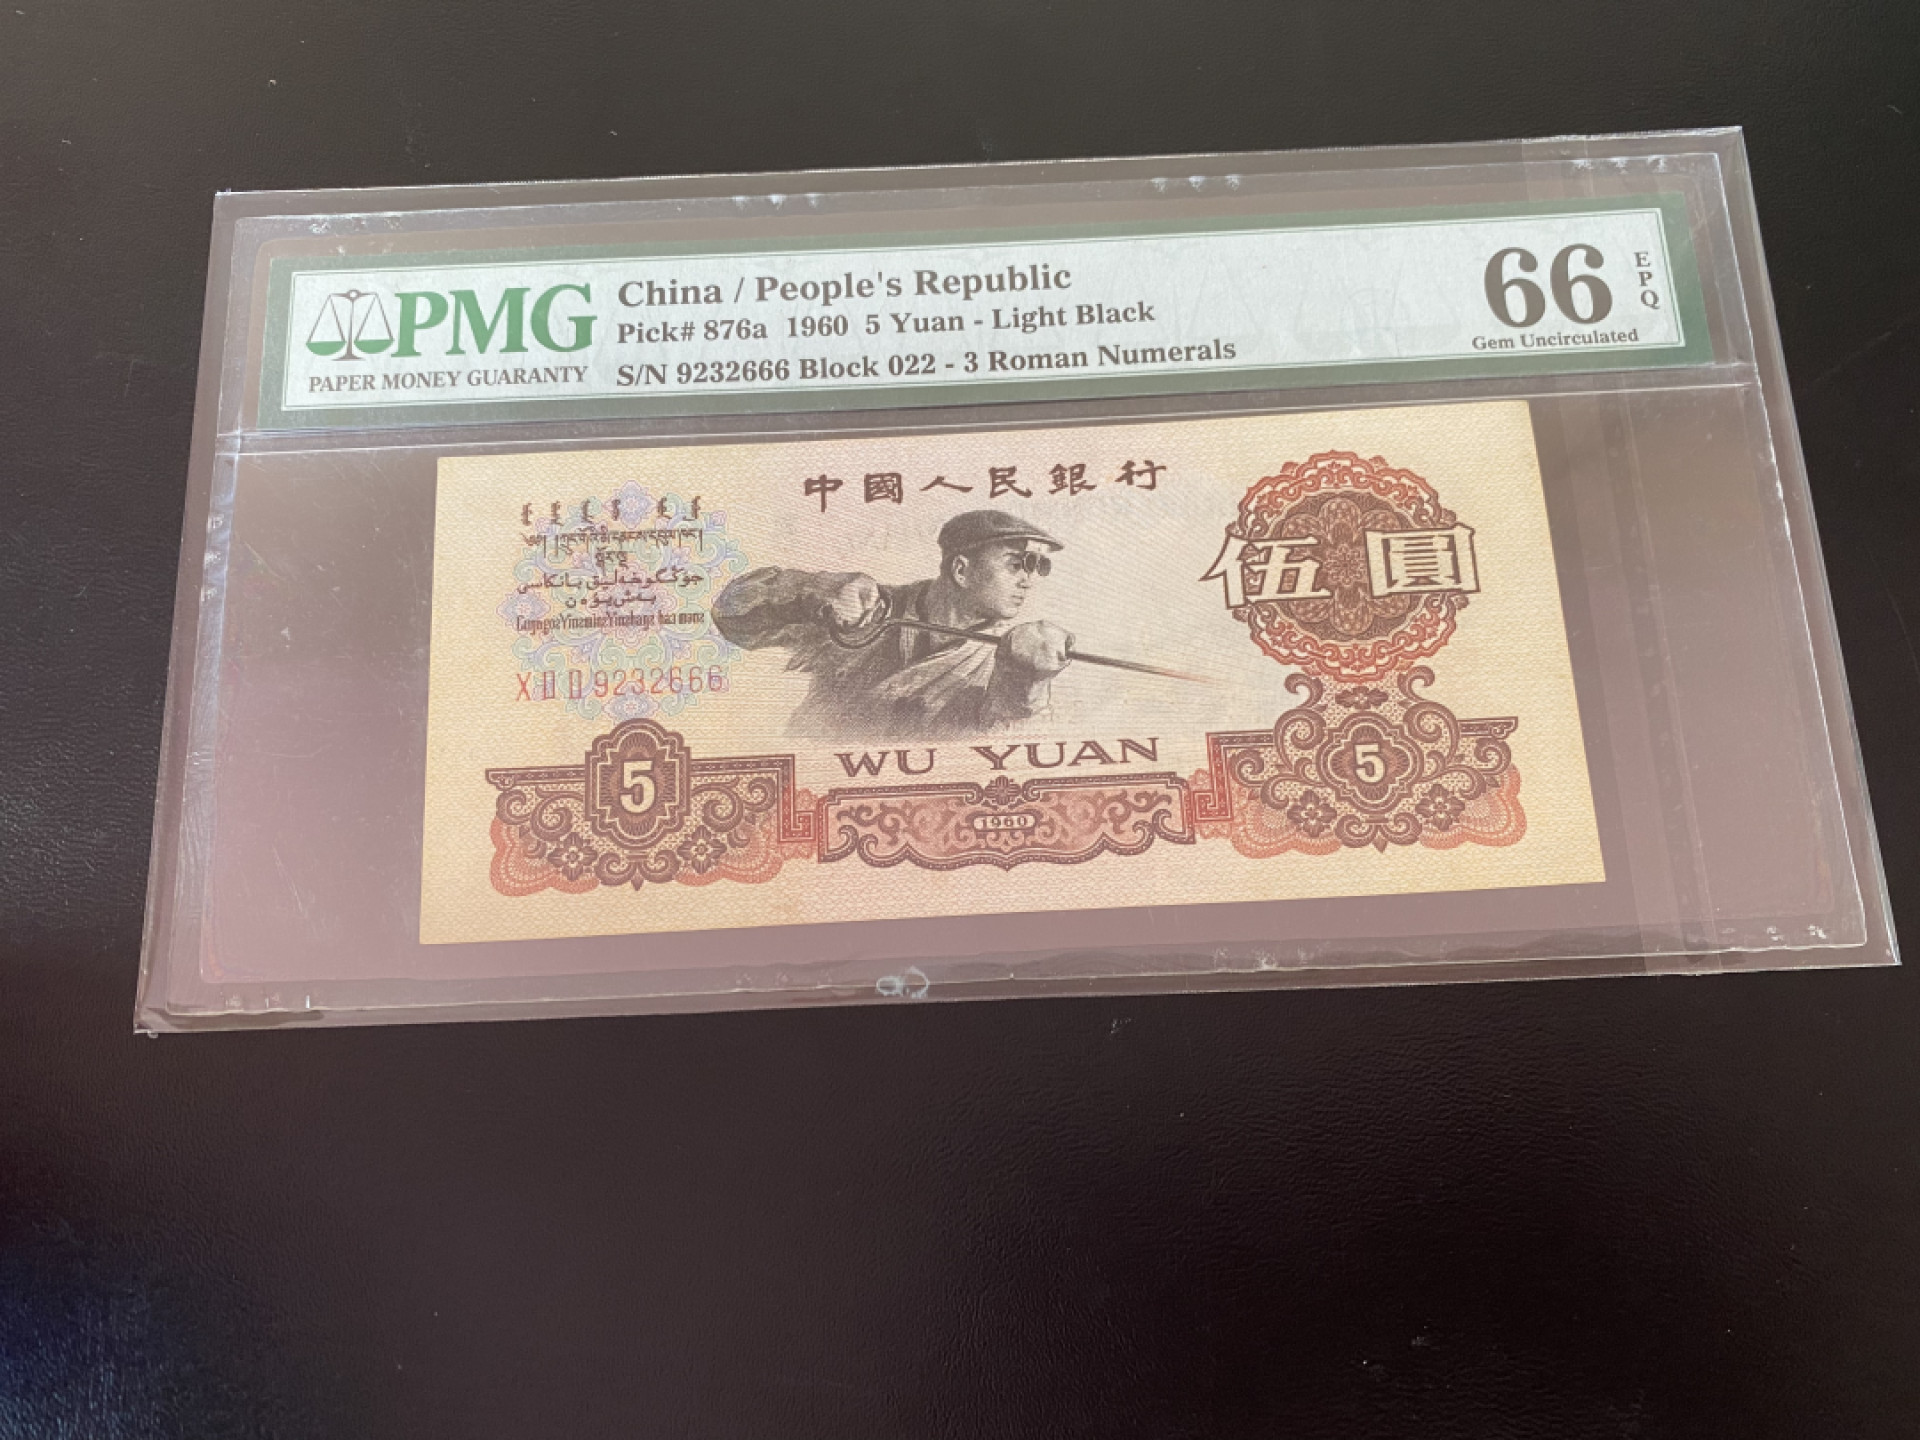 PMG
PAPER MONEY GUARANTY
China / People's Republic
Pick# 876a 1960 5 Yuan - Light Black
S/N 9232666 Block 022 - 3 Roman Numerals
66
EPQ
Gem Uncirculated
中國人民銀行
伍圓
X II II 9232666
WU YUAN
5
1960
5